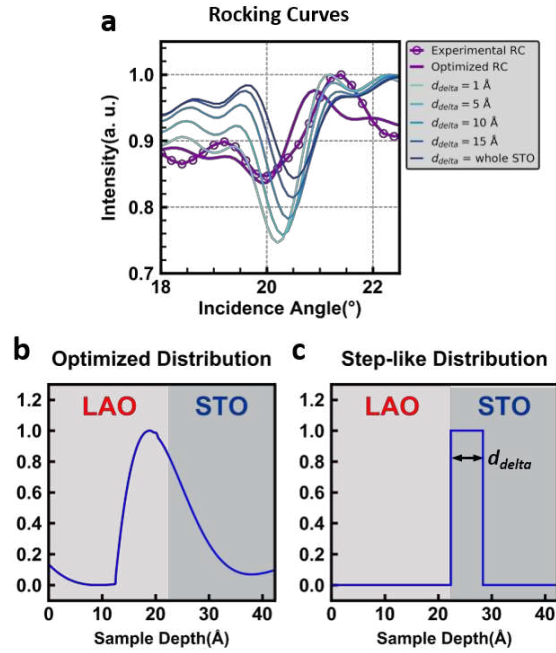 Rocking Curves
a
Experimental RC
Optimized RC
d_delta = 1 Å
d_delta = 5 Å
d_delta = 10 Å
d_delta = 15 Å
d_delta = whole STO
Intensity(a. u.)
1.0
0.9
0.8
0.7
18 20 22
Incidence Angle(°)
b Optimized Distribution
LAO STO
1.2
1.0
0.8
0.6
0.4
0.2
0.0
0 10 20 30 40
Sample Depth(Å)
c Step-like Distribution
LAO STO
d_delta
1.2
1.0
0.8
0.6
0.4
0.2
0.0
0 10 20 30 40
Sample Depth(Å)